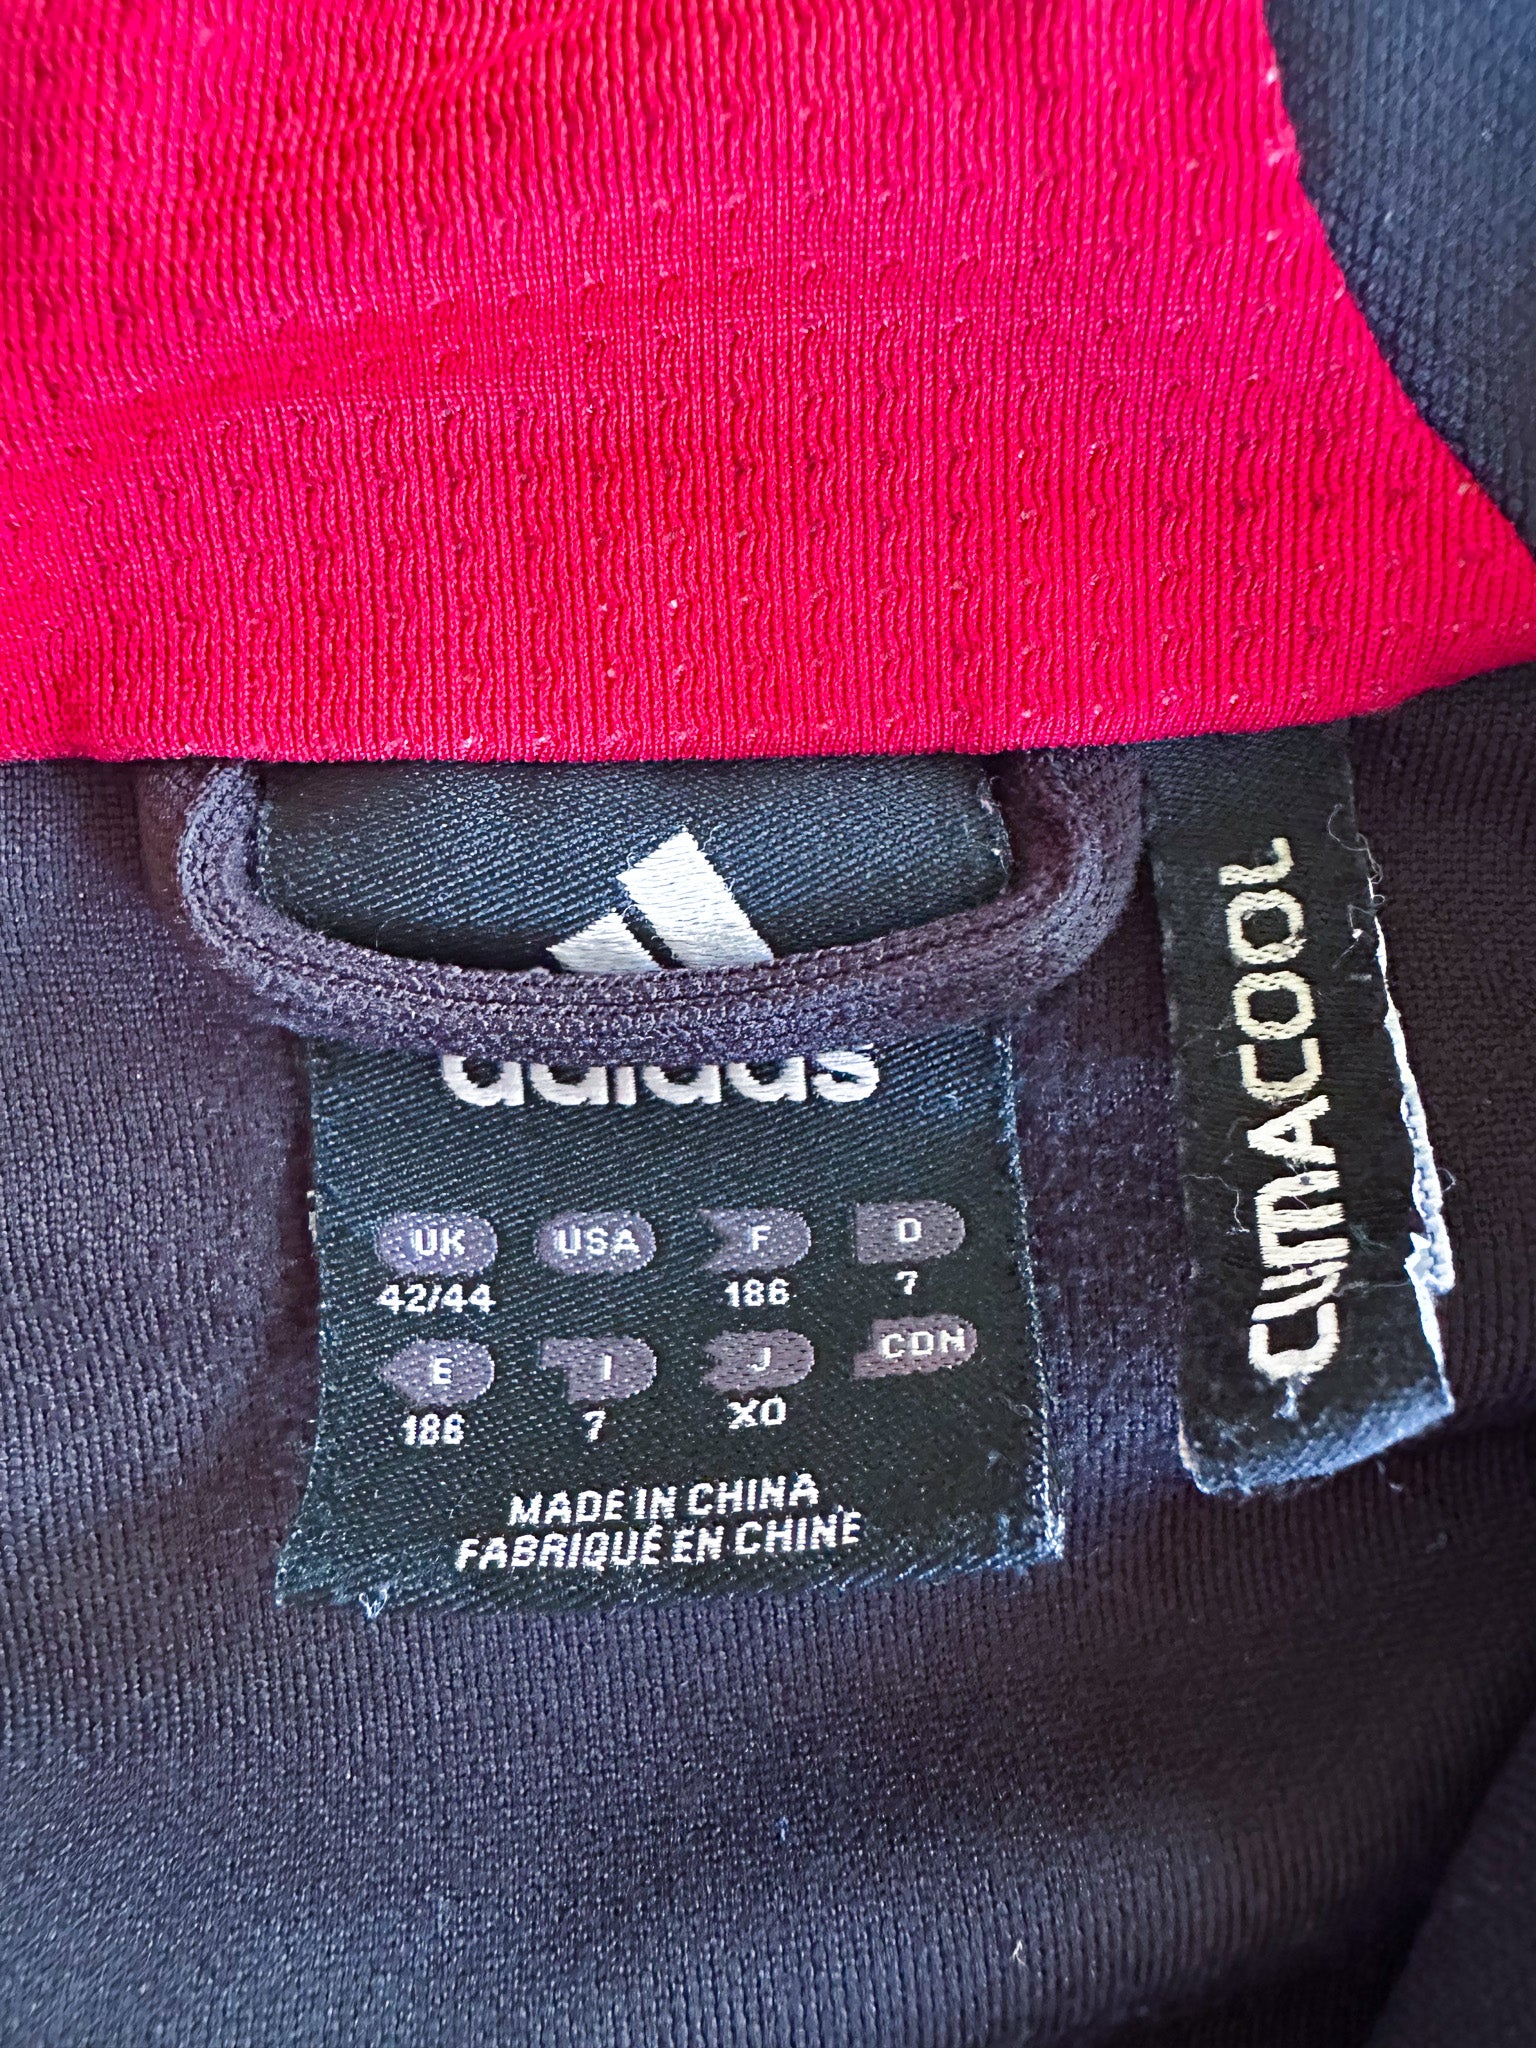 adidas
UK USA F D
42/44 186 7
E I J CDN
186 7 XO
MADE IN CHINA
FABRIQUÉ EN CHINE
CLIMACOOL